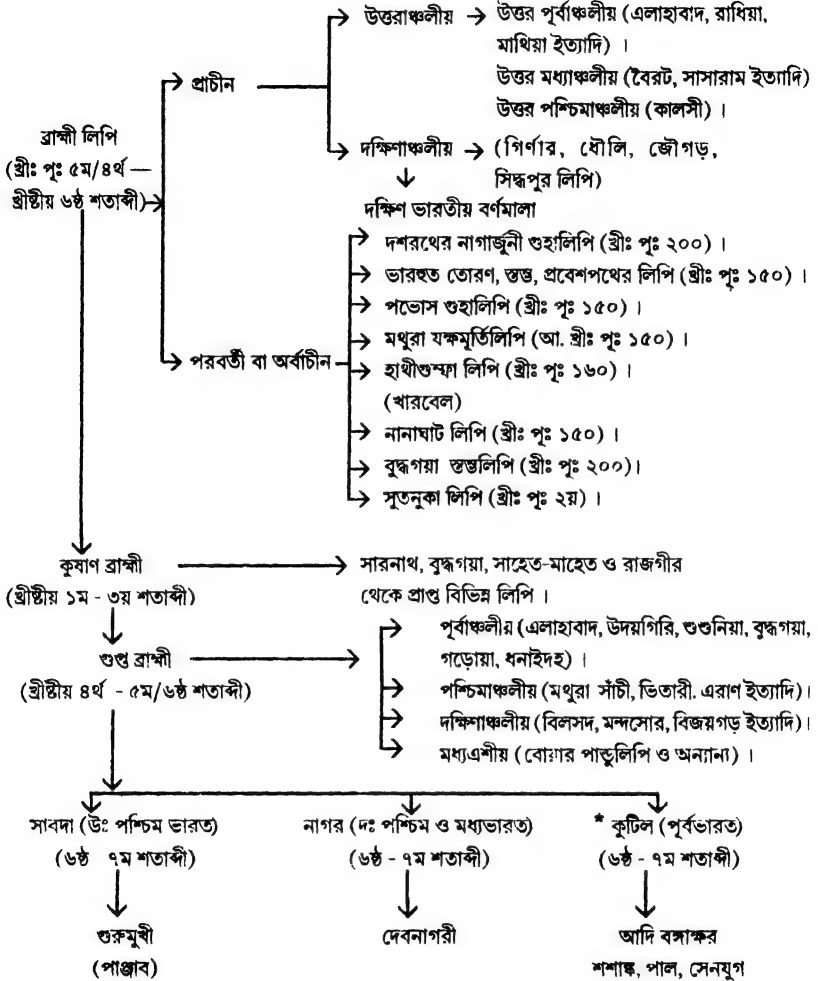 উত্তরাঞ্চলীয় → উত্তর পূর্বাঞ্চলীয় (এলাহাবাদ, রাধিয়া,
মাথিয়া ইত্যাদি) ।
উত্তর মধ্যাঞ্চলীয় (বৈরট, সাসারাম ইত্যাদি)
উত্তর পশ্চিমাঞ্চলীয় (কালসী) ।
প্রাচীন
দক্ষিণাঞ্চলীয় → (গির্ণার, ধৌলি, জৌগড়,
সিদ্ধপুর লিপি)
ব্রাহ্মী লিপি
(খ্রীঃ পূঃ ৫ম/৪র্থ —
খ্রীষ্টীয় ৬ষ্ঠ শতাব্দী)
দক্ষিণ ভারতীয় বর্ণমালা
পরবর্তী বা অর্বাচীন
দশরথের নাগার্জুনী গুহালিপি (খ্রীঃ পূঃ ২০০) ।
ভারহুত তোরণ, স্তম্ভ, প্রবেশপথের লিপি (খ্রীঃ পূঃ ১৫০) ।
পভোস গুহালিপি (খ্রীঃ পূঃ ১৫০) ।
মথুরা যক্ষমূর্তিলিপি (আ. খ্রীঃ পূঃ ১৫০) ।
হাথীগুম্ফা লিপি (খ্রীঃ পূঃ ১৬০) ।
(খারবেল)
নানাঘাট লিপি (খ্রীঃ পূঃ ১৫০) ।
বুদ্ধগয়া স্তম্ভলিপি (খ্রীঃ পূঃ ২০০)।
সূতনুকা লিপি (খ্রীঃ পূঃ ২য়) ।
কুষাণ ব্রাহ্মী
(খ্রীষ্টীয় ১ম - ৩য় শতাব্দী)
সারনাথ, বুদ্ধগয়া, সাহেত-মাহেত ও রাজগীর
থেকে প্রাপ্ত বিভিন্ন লিপি ।
গুপ্ত ব্রাহ্মী
(খ্রীষ্টীয় ৪র্থ - ৫ম/৬ষ্ঠ শতাব্দী)
পূর্বাঞ্চলীয় (এলাহাবাদ, উদয়গিরি, শুশুনিয়া, বুদ্ধগয়া,
গড়োয়া, ধনাইদহ) ।
পশ্চিমাঞ্চলীয় (মথুরা সাঁচী, ভিতারী. এরাণ ইত্যাদি)।
দক্ষিণাঞ্চলীয় (বিলসদ, মন্দসোর, বিজয়গড় ইত্যাদি)।
মধ্যএশীয় (বোয়ার পান্ডুলিপি ও অন্যান্য) ।
সাবদা (উঃ পশ্চিম ভারত)
(৬ষ্ঠ ৭ম শতাব্দী)
গুরুমুখী
(পাঞ্জাব)
নাগর (দঃ পশ্চিম ও মধ্যভারত)
(৬ষ্ঠ - ৭ম শতাব্দী)
দেবনাগরী
* কুটিল (পূর্বভারত)
(৬ষ্ঠ - ৭ম শতাব্দী)
আদি বঙ্গাক্ষর
শশাঙ্ক, পাল, সেনযুগ